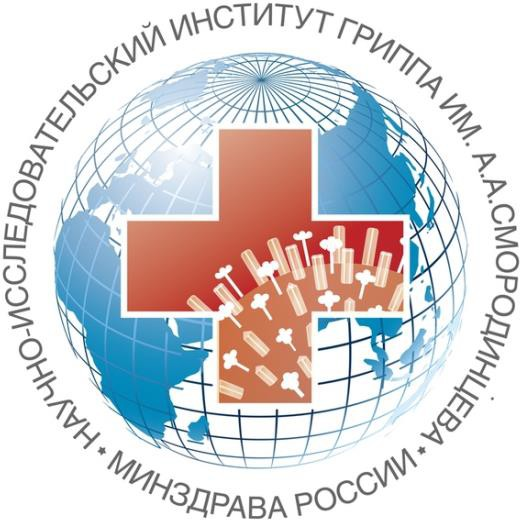 НАУЧНО-ИССЛЕДОВАТЕЛЬСКИЙ ИНСТИТУТ ГРИППА ИМ. А.А.СМОРОДИНЦЕВА
* МИНЗДРАВА РОССИИ *